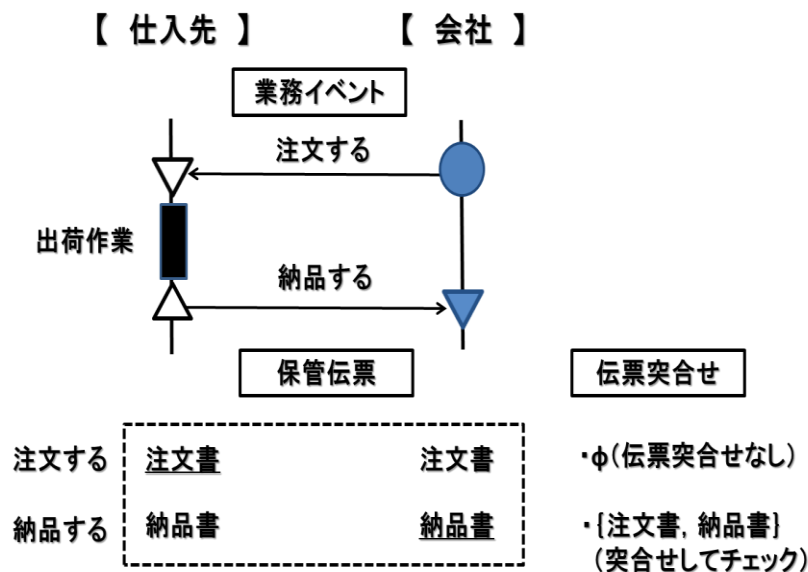 【 仕入先 】 【 会社 】
業務イベント
注文する
出荷作業
納品する
保管伝票 伝票突合せ
注文する 注文書 注文書 ・φ(伝票突合せなし)
納品する 納品書 納品書 ・{注文書, 納品書}
(突合せしてチェック)